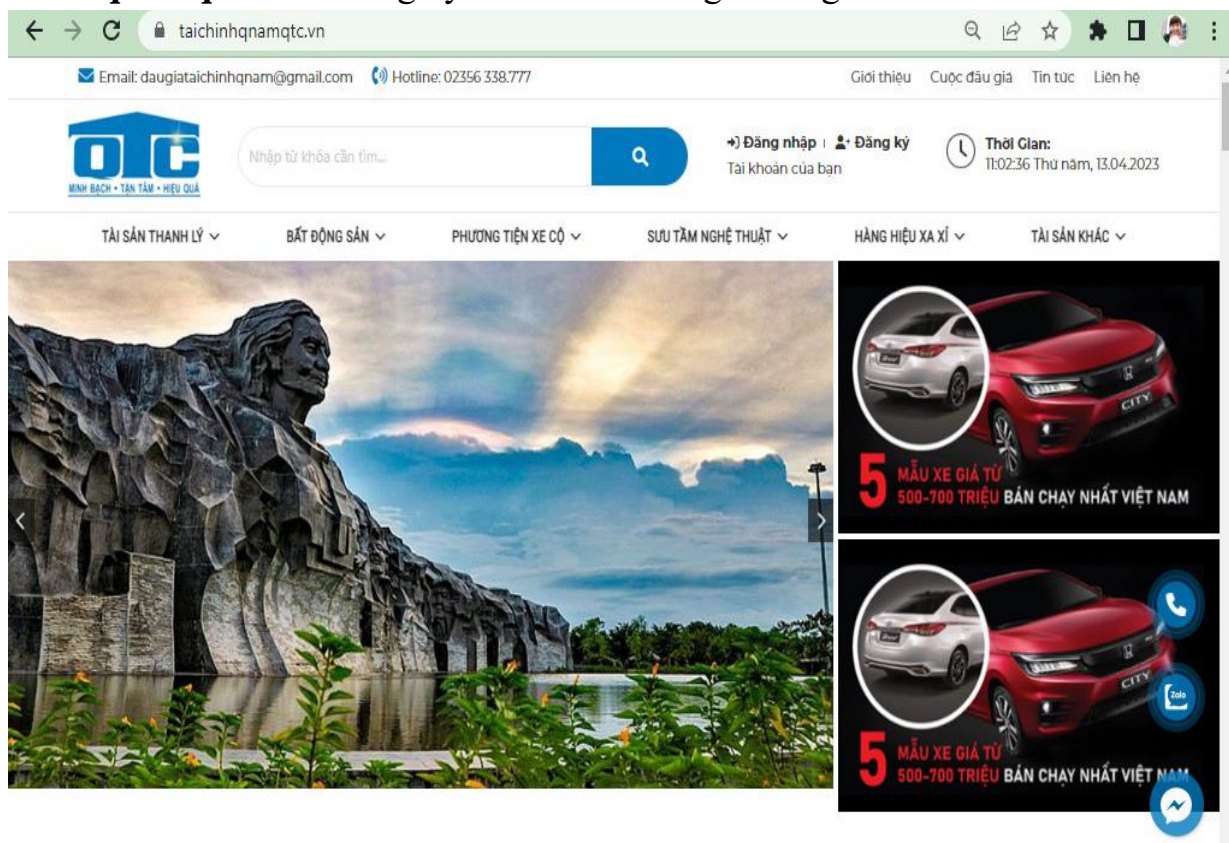 taichinhqnamqtc.vn
Email: daugiataichinhqnam@gmail.com Hotline: 02356 338.777 Giới thiệu Cuộc đấu giá Tin tức Liên hệ
QTC
MINH BẠCH • TẬN TÂM • HIỆU QUẢ
Nhập từ khóa cần tìm...
Đăng nhập | Đăng ký
Tài khoản của bạn
Thời Gian:
11:02:36 Thứ năm, 13.04.2023
TÀI SẢN THANH LÝ BẤT ĐỘNG SẢN PHƯƠNG TIỆN XE CỘ SƯU TẦM NGHỆ THUẬT HÀNG HIỆU XA XỈ TÀI SẢN KHÁC
CITY
5 MẪU XE GIÁ TỪ
500-700 TRIỆU BÁN CHẠY NHẤT VIỆT NAM
CITY
Zalo
5 MẪU XE GIÁ TỪ
500-700 TRIỆU BÁN CHẠY NHẤT VIỆT NAM